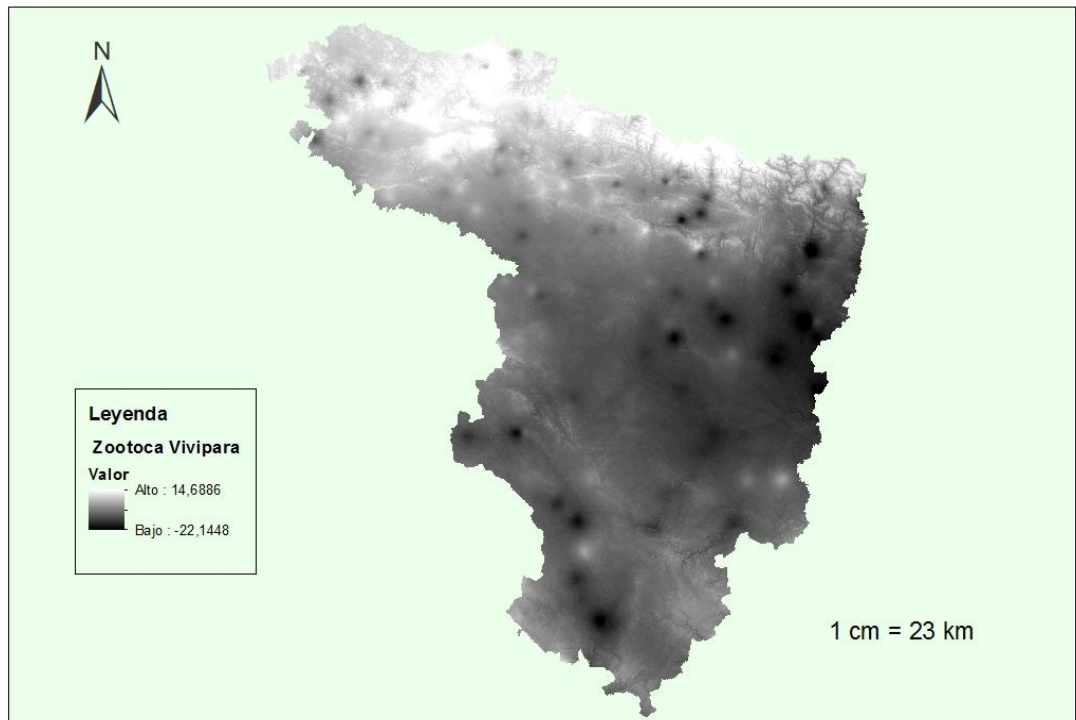 N
Leyenda
Zootoca Vivipara
Valor
Alto : 14,6886
Bajo : -22,1448
1 cm = 23 km